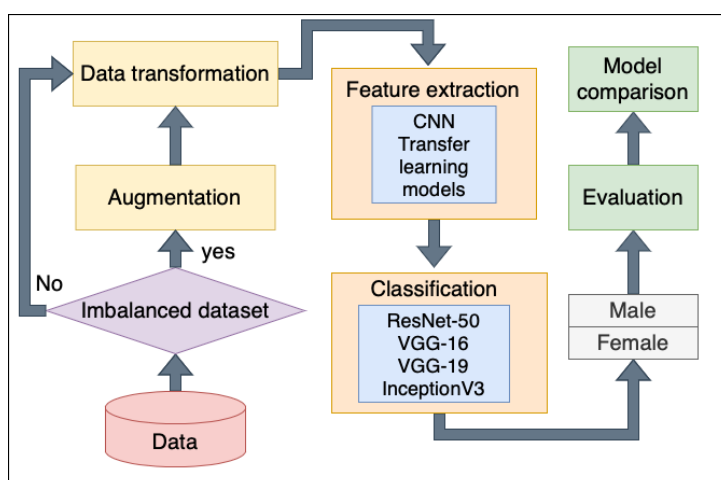 Data transformation
Augmentation
yes
No
Imbalanced dataset
Data
Feature extraction
CNN
Transfer
learning
models
Classification
ResNet-50
VGG-16
VGG-19
InceptionV3
Model
comparison
Evaluation
Male
Female